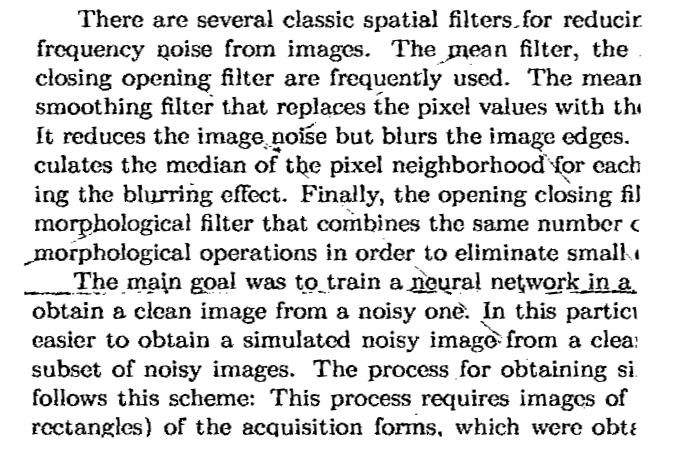 There are several classic spatial filters for reducin
frequency noise from images. The mean filter, the
closing opening filter are frequently used. The mean
smoothing filter that replaces the pixel values with the
It reduces the image noise but blurs the image edges.
culates the median of the pixel neighborhood for each
ing the blurring effect. Finally, the opening closing fil
morphological filter that combines the same number
morphological operations in order to eliminate small
The main goal was to train a neural network in a
obtain a clean image from a noisy one. In this particu
easier to obtain a simulated noisy image from a clea
subset of noisy images. The process for obtaining si
follows this scheme: This process requires images of
rectangles) of the acquisition forms, which were obta